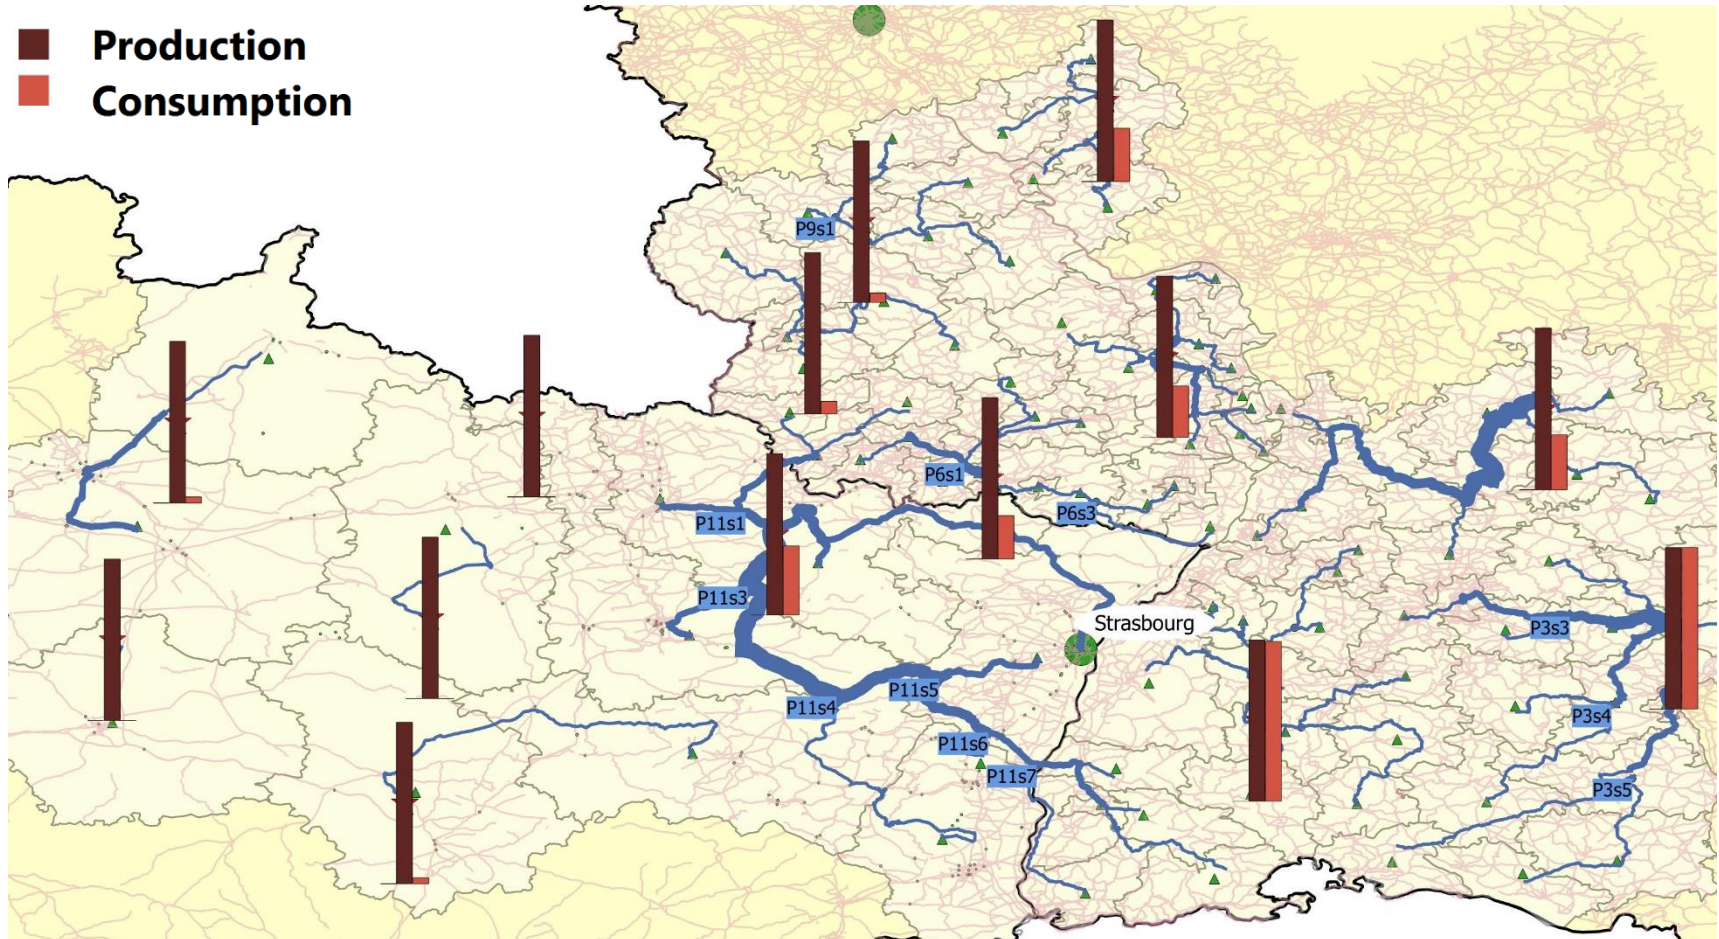 Production
Consumption
P9s1
P6s1
P6s3
P11s1
P11s3
Strasbourg
P3s3
P11s5
P11s4
P3s4
P11s6
P11s7
P3s5